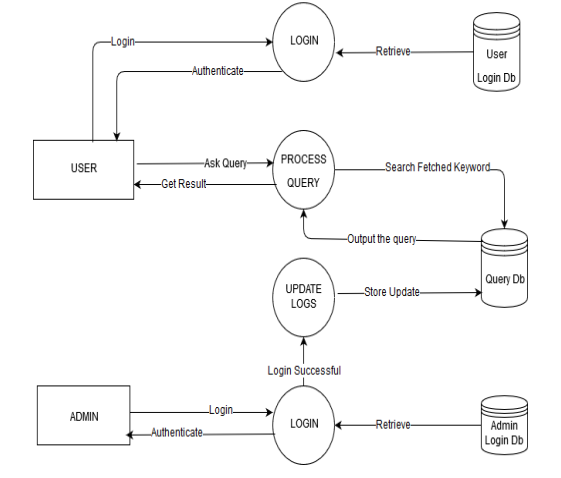 Login
LOGIN
Retrieve
User
Login Db
Authenticate
USER
Ask Query
PROCESS
QUERY
Search Fetched Keyword
Get Result
Output the query
Query Db
UPDATE
LOGS
Store Update
Login Successful
ADMIN
Login
LOGIN
Retrieve
Admin
Login Db
Authenticate